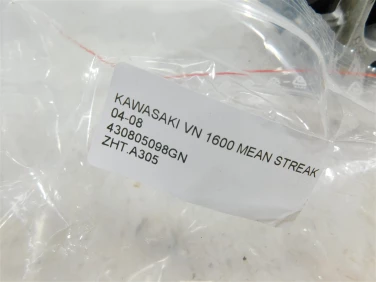 KAWASAKI VN 1600 MEAN STREAK
04-08
430805098GN
ZHT.A305